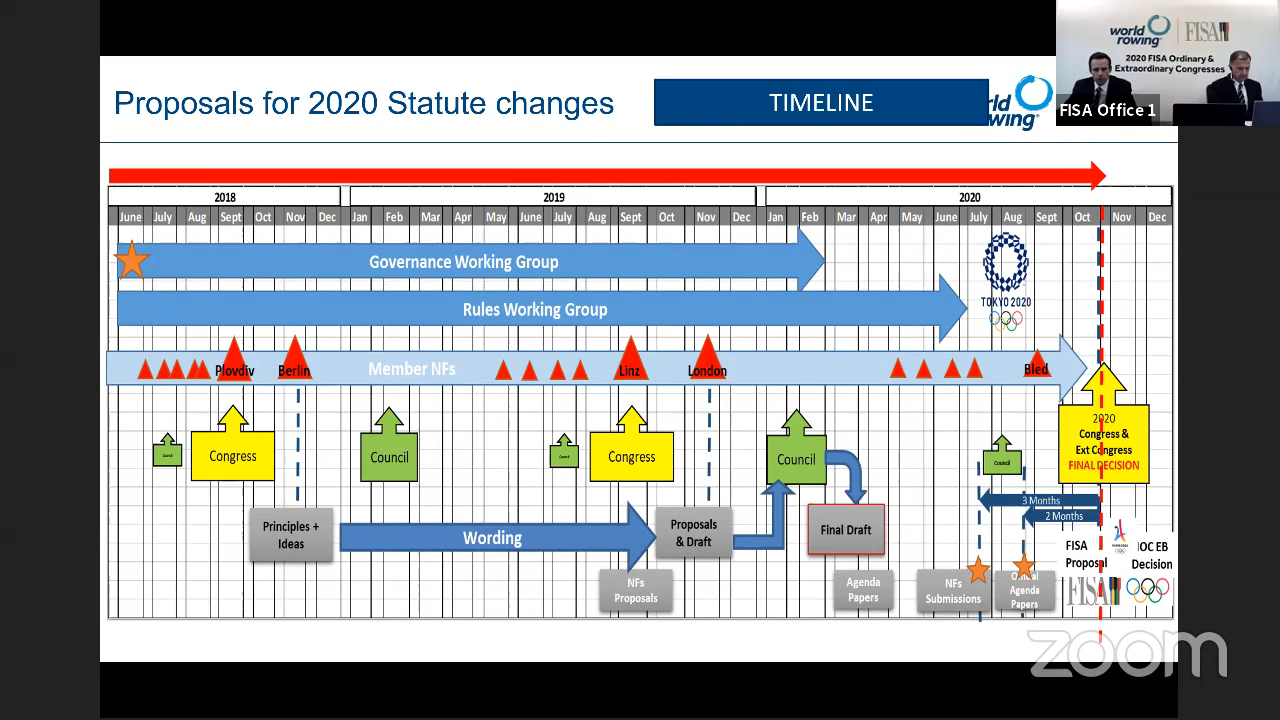 world rowing FISA
2020 FISA Ordinary &
Extraordinary Congresses
FISA Office 1
Proposals for 2020 Statute changes
TIMELINE
2018 2019 2020
June July Aug Sept Oct Nov Dec Jan Feb Mar Apr May June July Aug Sept Oct Nov Dec Jan Feb Mar Apr May June July Aug Sept Oct Nov Dec
Governance Working Group
Rules Working Group
TOKYO 2020
Member NFs
Plovdiv Berlin Linz London Bled
Council Congress Council Council Congress Council Council
2020
Congress &
Ext Congress
FINAL DECISION
3 Months
2 Months
Principles +
Ideas
Wording
Proposals
& Draft
Final Draft
NFs
Proposals
Agenda
Papers
NFs
Submissions
Agenda
Papers
FISA
Proposal
IOC EB
Decision
FISA
zoom